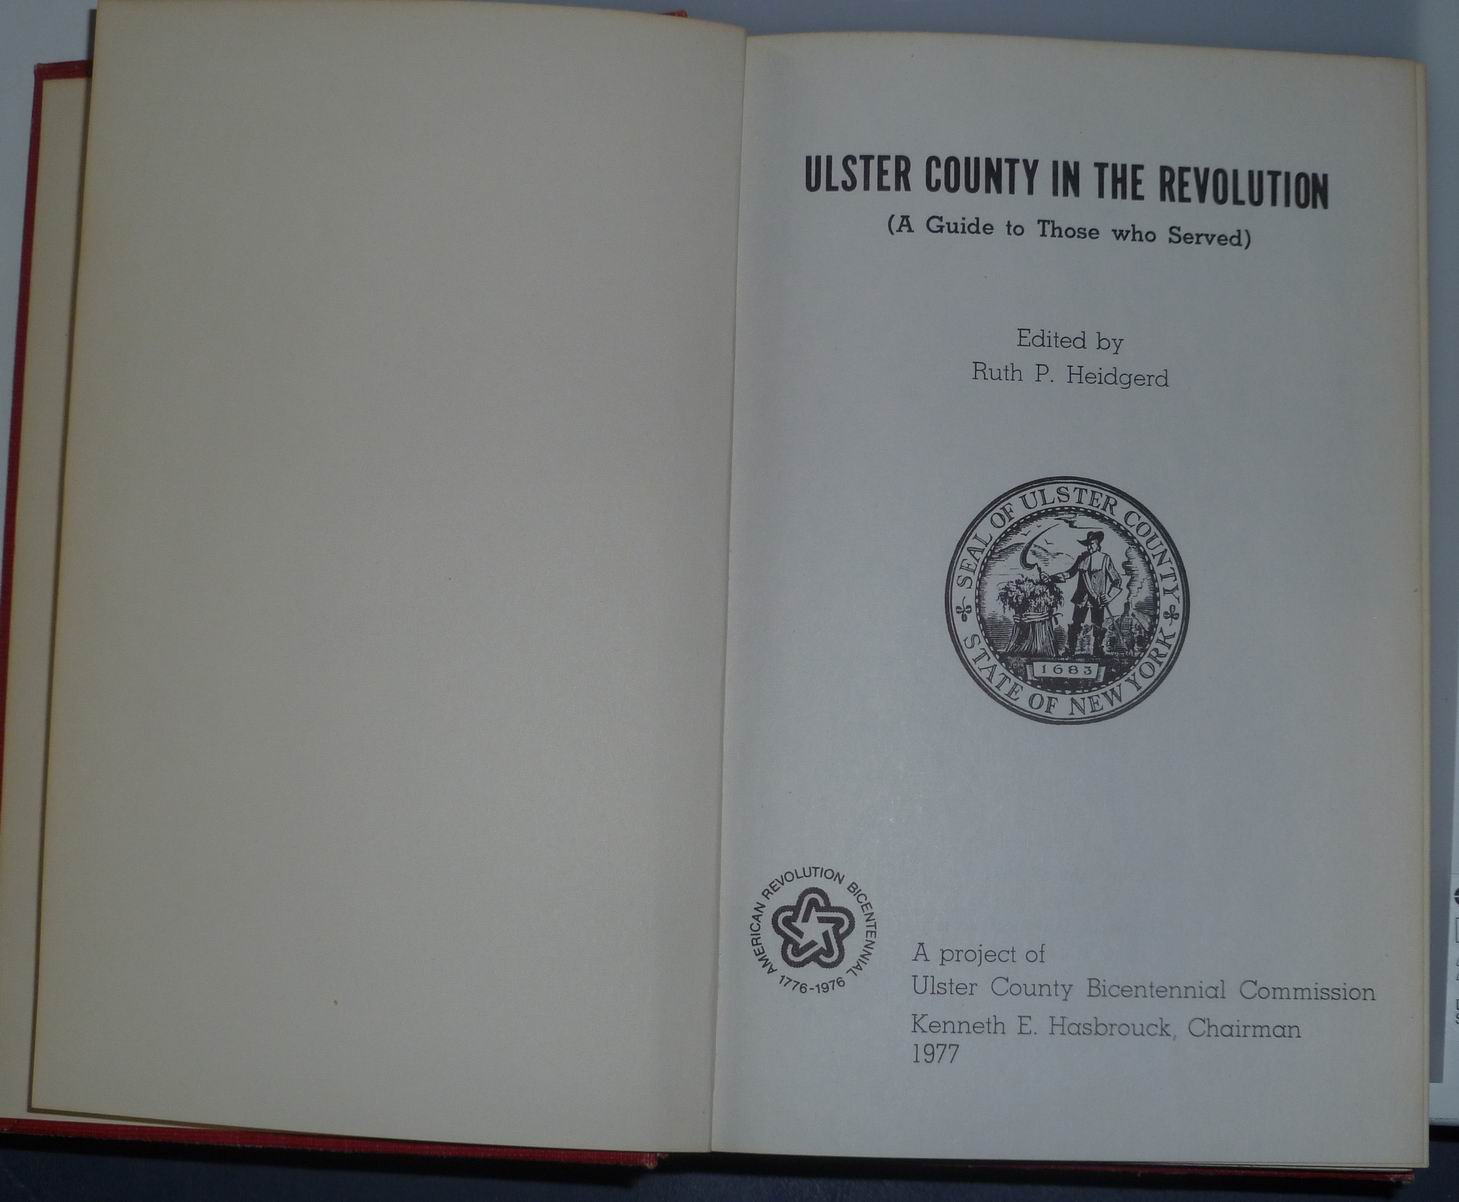 ULSTER COUNTY IN THE REVOLUTION
(A Guide to Those who Served)
Edited by
Ruth P. Heidgerd
SEAL OF ULSTER COUNTY
STATE OF NEW YORK
1683
AMERICAN REVOLUTION BICENTENNIAL
1776-1976
A project of
Ulster County Bicentennial Commission
Kenneth E. Hasbrouck, Chairman
1977